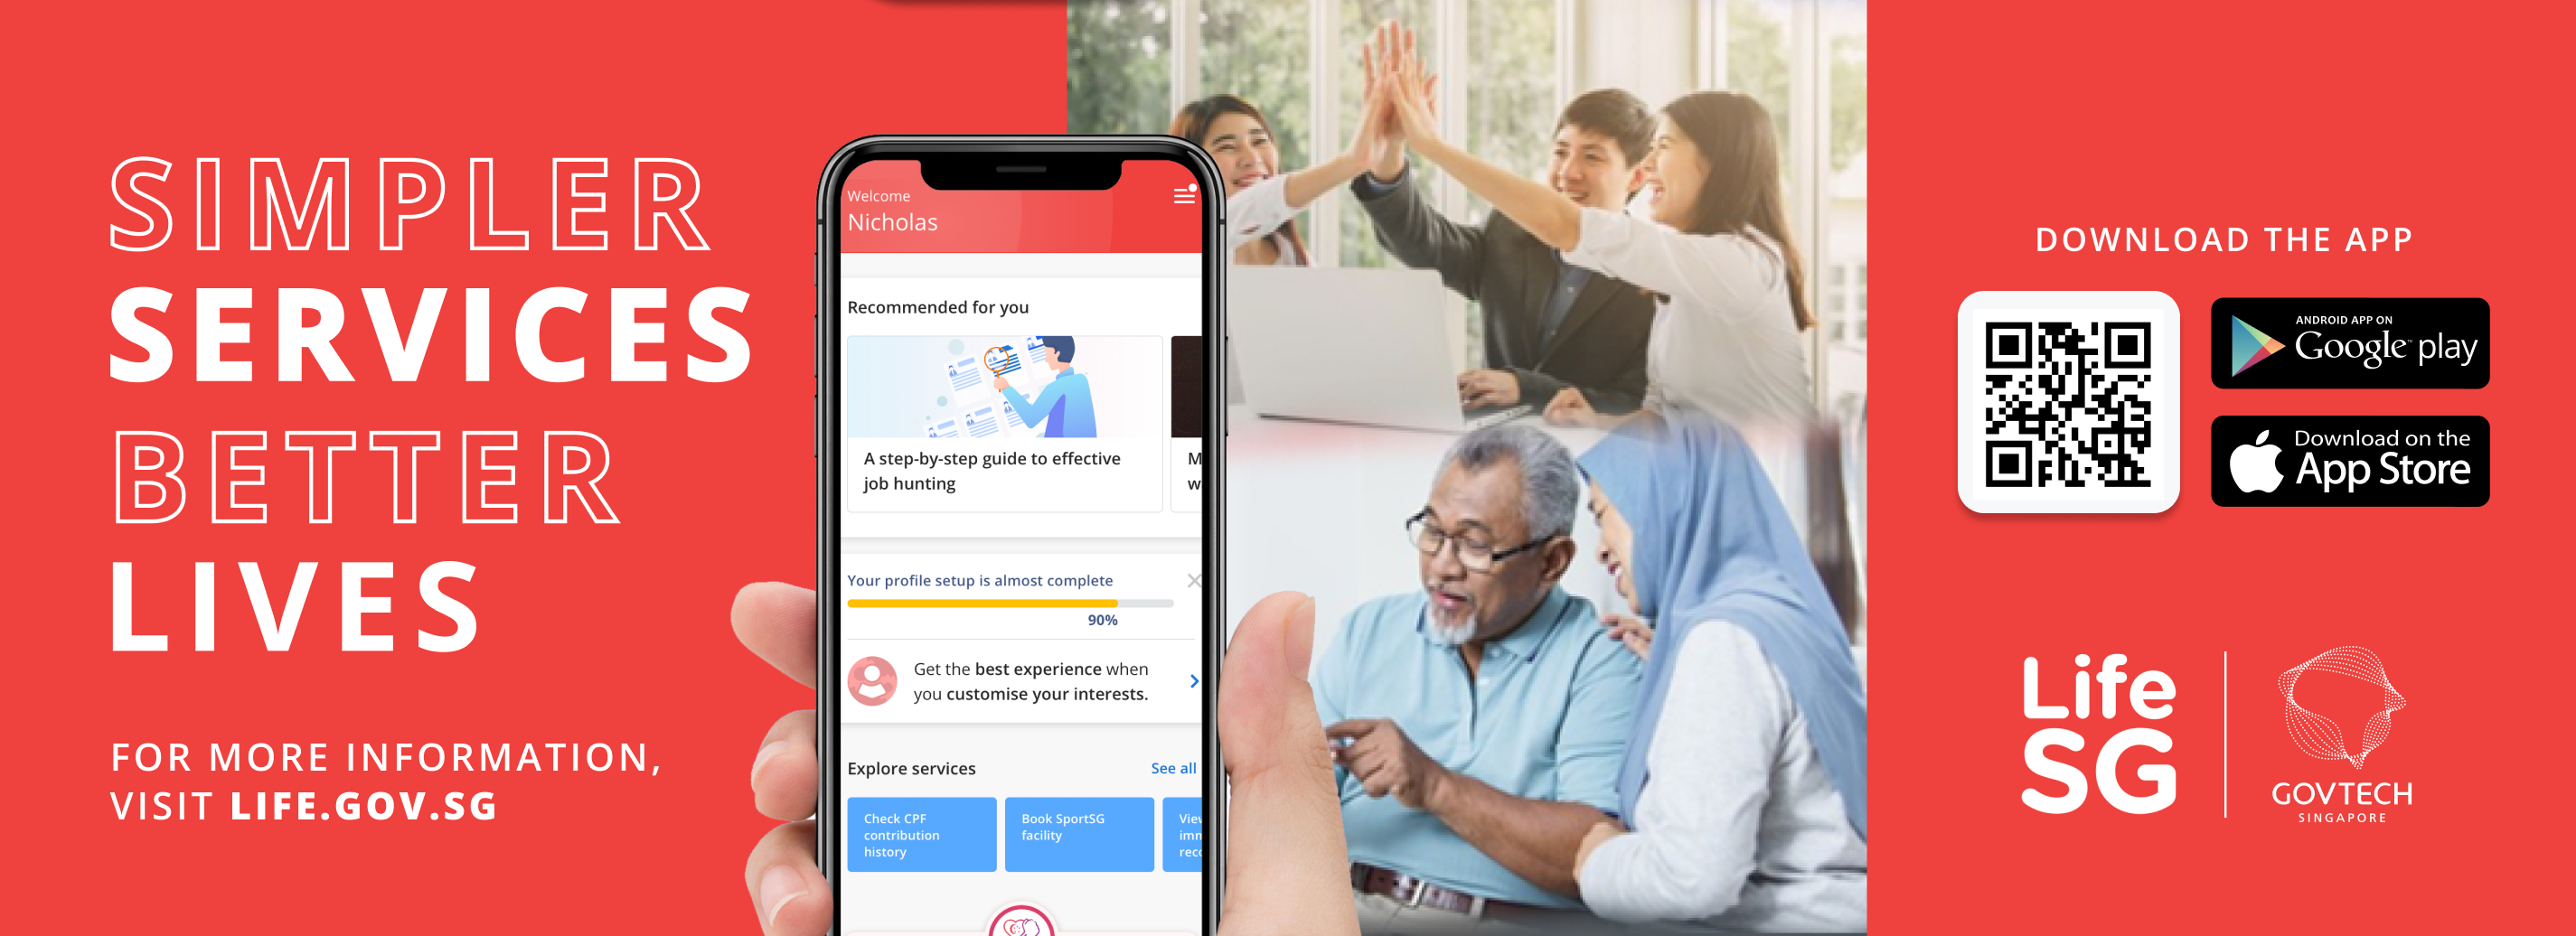 SIMPLER
SERVICES
BETTER
LIVES
FOR MORE INFORMATION,
VISIT LIFE.GOV.SG
Welcome
Nicholas
Recommended for you
A step-by-step guide to effective
job hunting
Your profile setup is almost complete
90%
Get the best experience when
you customise your interests.
Explore services
See all
Check CPF
contribution
history
Book SportSG
facility
DOWNLOAD THE APP
ANDROID APP ON
Google play
Download on the
App Store
Life
SG
GOVTECH
SINGAPORE